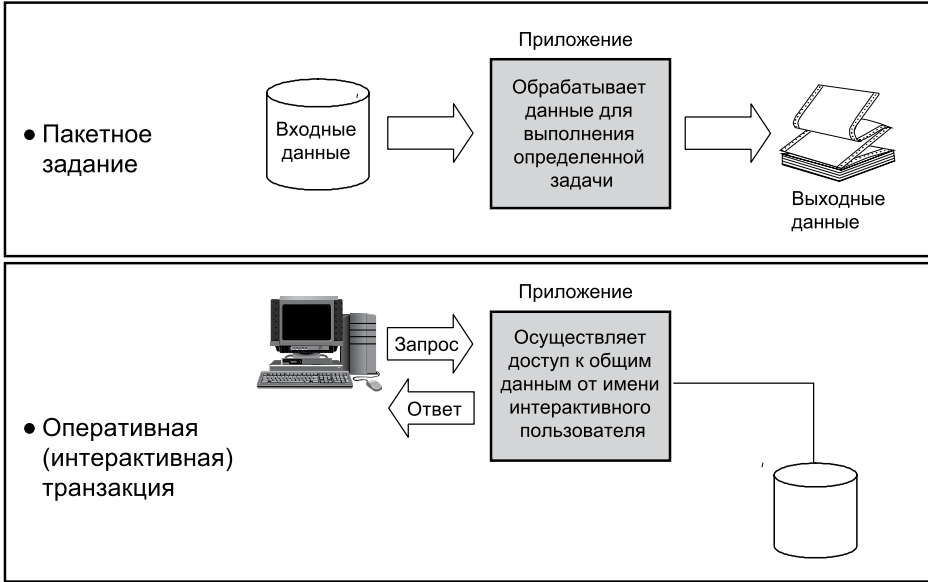 Приложение
● Пакетное
задание
Входные
данные
Обрабатывает
данные для
выполнения
определенной
задачи
Выходные
данные
Приложение
● Оперативная
(интерактивная)
транзакция
Запрос
Ответ
Осуществляет
доступ к общим
данным от имени
интерактивного
пользователя